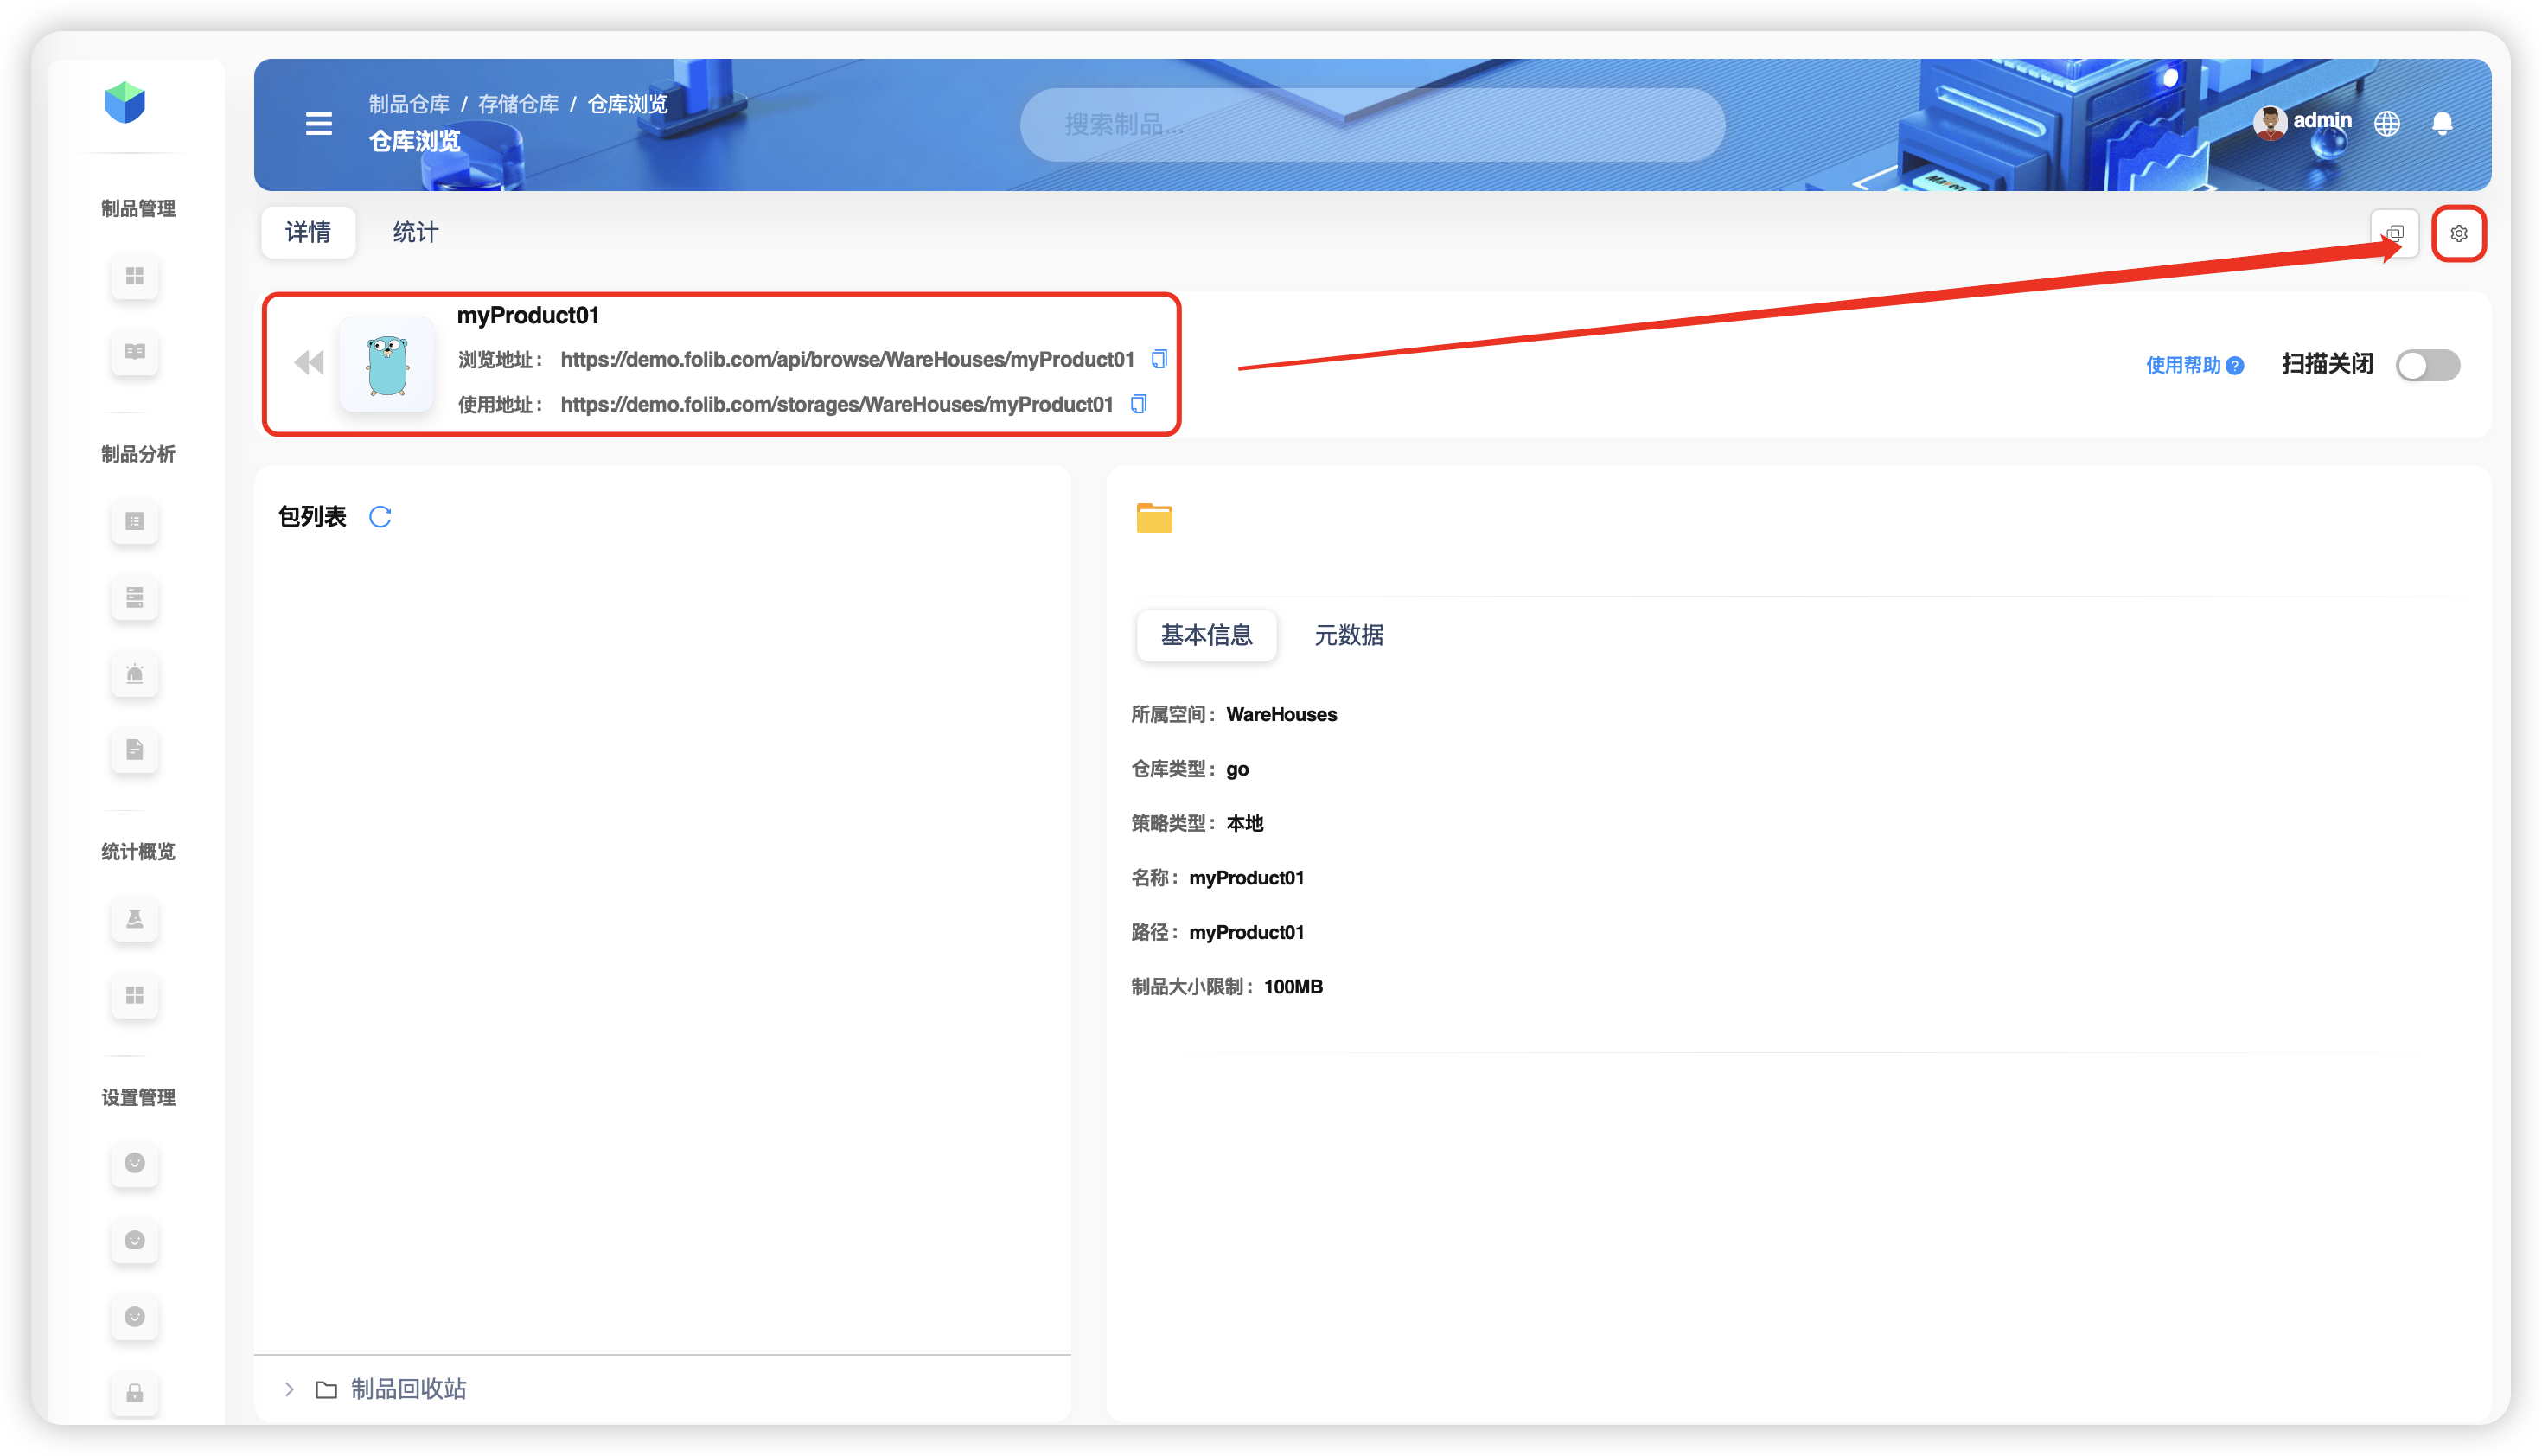 制品仓库 / 存储仓库 / 仓库浏览
仓库浏览
搜索制品...
admin
制品管理
制品分析
统计概览
设置管理
详情
统计
myProduct01
浏览地址： https://demo.folib.com/api/browse/WareHouses/myProduct01
使用地址： https://demo.folib.com/storages/WareHouses/myProduct01
使用帮助
扫描关闭
包列表
制品回收站
基本信息
元数据
所属空间： WareHouses
仓库类型： go
策略类型： 本地
名称： myProduct01
路径： myProduct01
制品大小限制： 100MB